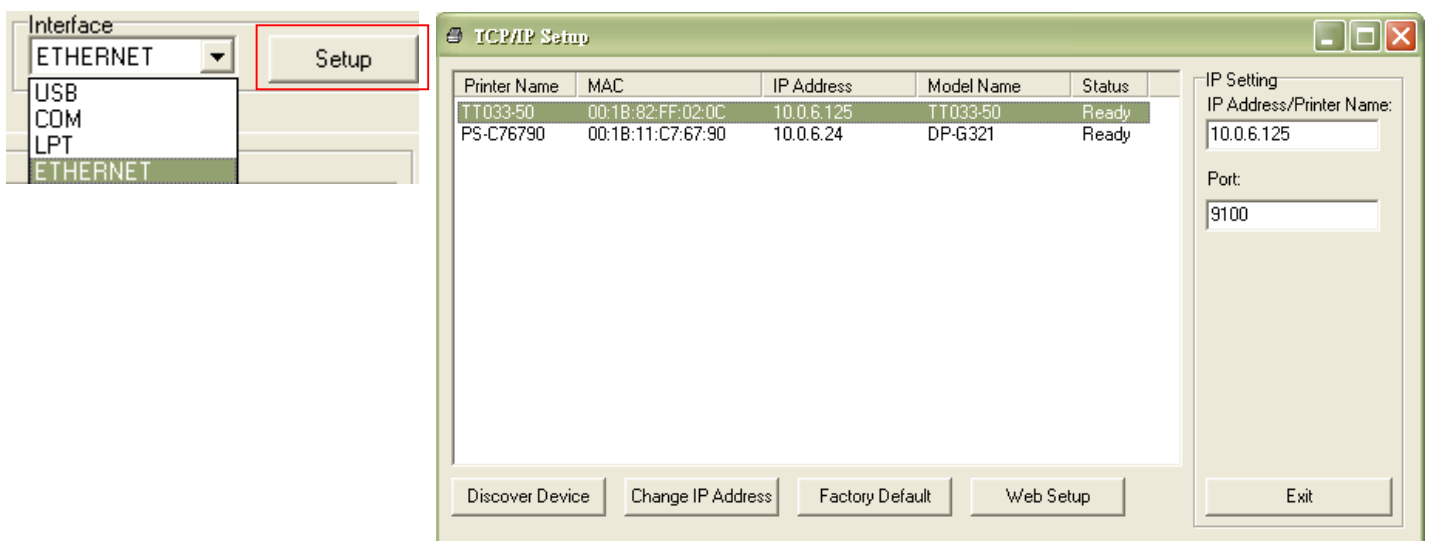 Interface
ETHERNET
Setup
USB
COM
LPT
ETHERNET
TCP/IP Setup
Printer Name MAC IP Address Model Name Status
TT033-50 00:1B:82:FF:02:0C 10.0.6.125 TT033-50 Ready
PS-C76790 00:1B:11:C7:67:90 10.0.6.24 DP-G321 Ready
IP Setting
IP Address/Printer Name:
10.0.6.125
Port:
9100
Discover Device Change IP Address Factory Default Web Setup Exit